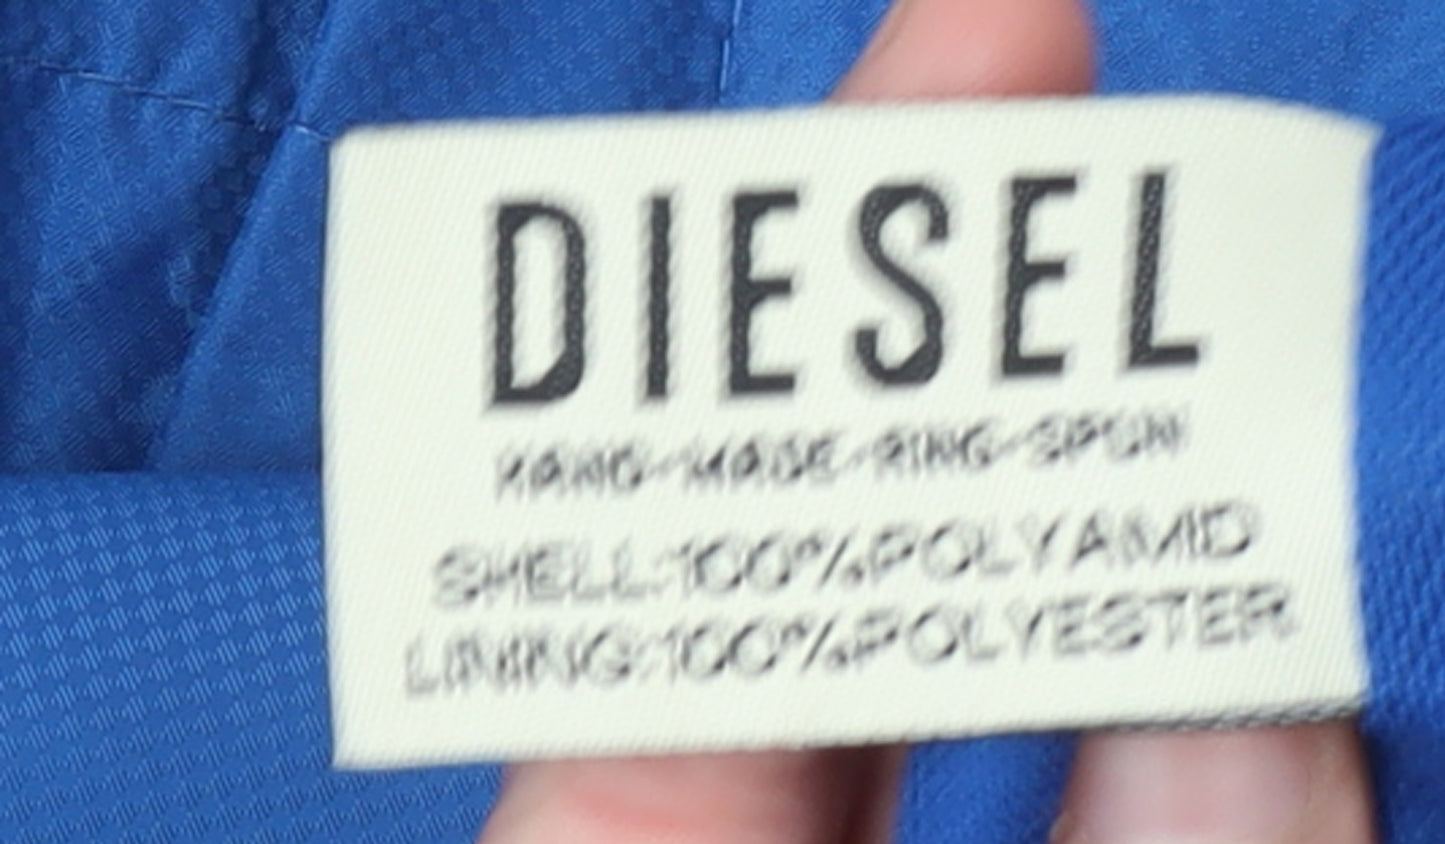 DIESEL
HAND-MADE-RING-SPUN
SHELL:100%POLYAMID
LINING:100%POLYESTER